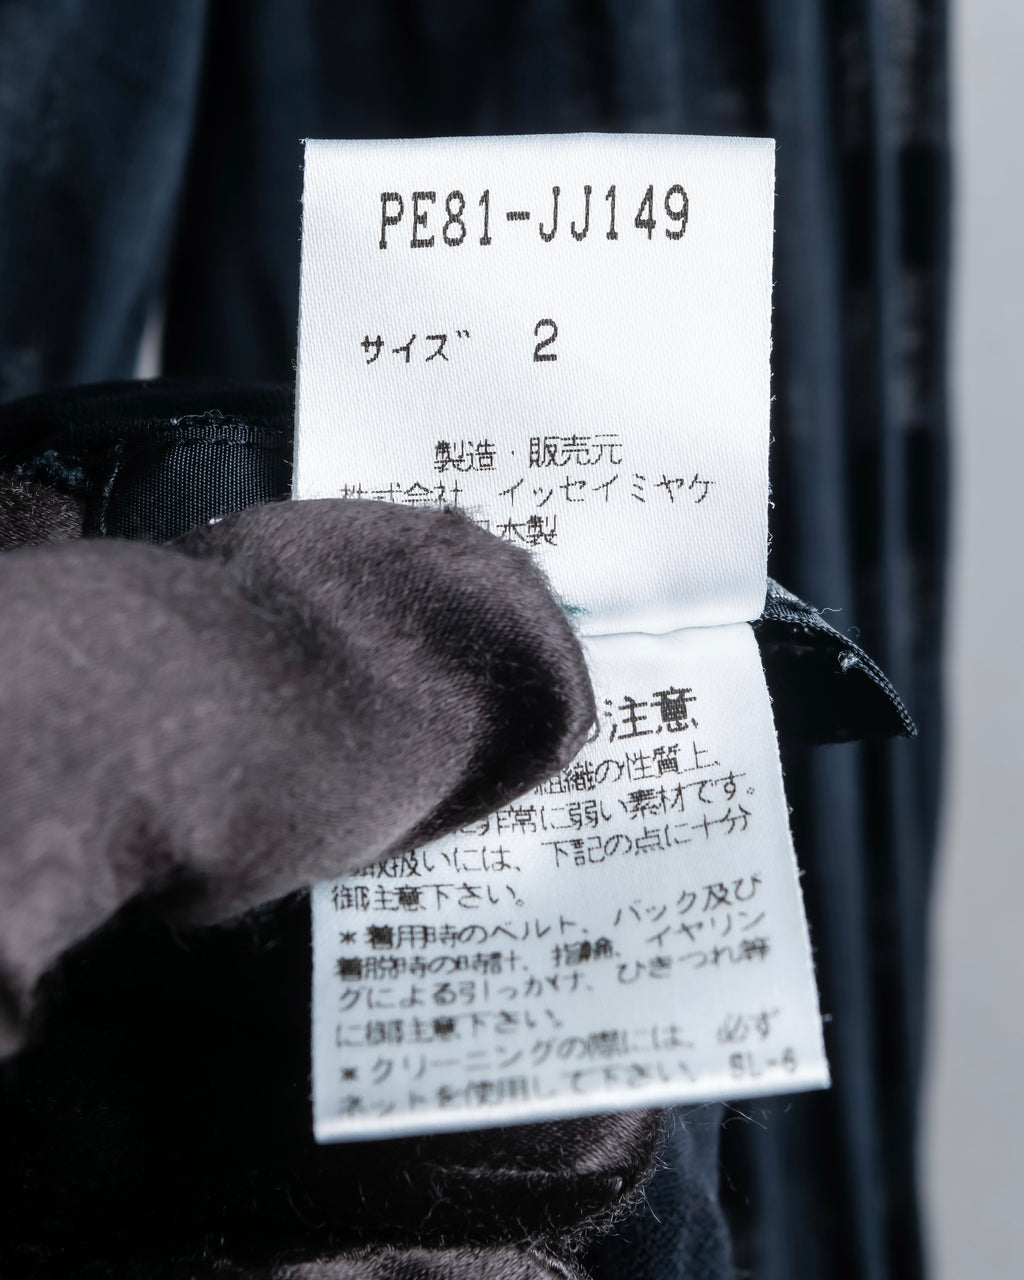 PE81-JJ149
サイズ 2
製造・販売元
株式会社 イッセイミヤケ
日本製
注意
組織の性質上、
非常に弱い素材です。
取扱いには、下記の点に十分
御注意下さい。
*着用時のベルト、バック及び
着脱時の時計、指輪、イヤリン
グによる引っかけ、ひきつれ等
に御注意下さい。
*クリーニングの際には、必ず
ネットを使用して下さい。 SL-6